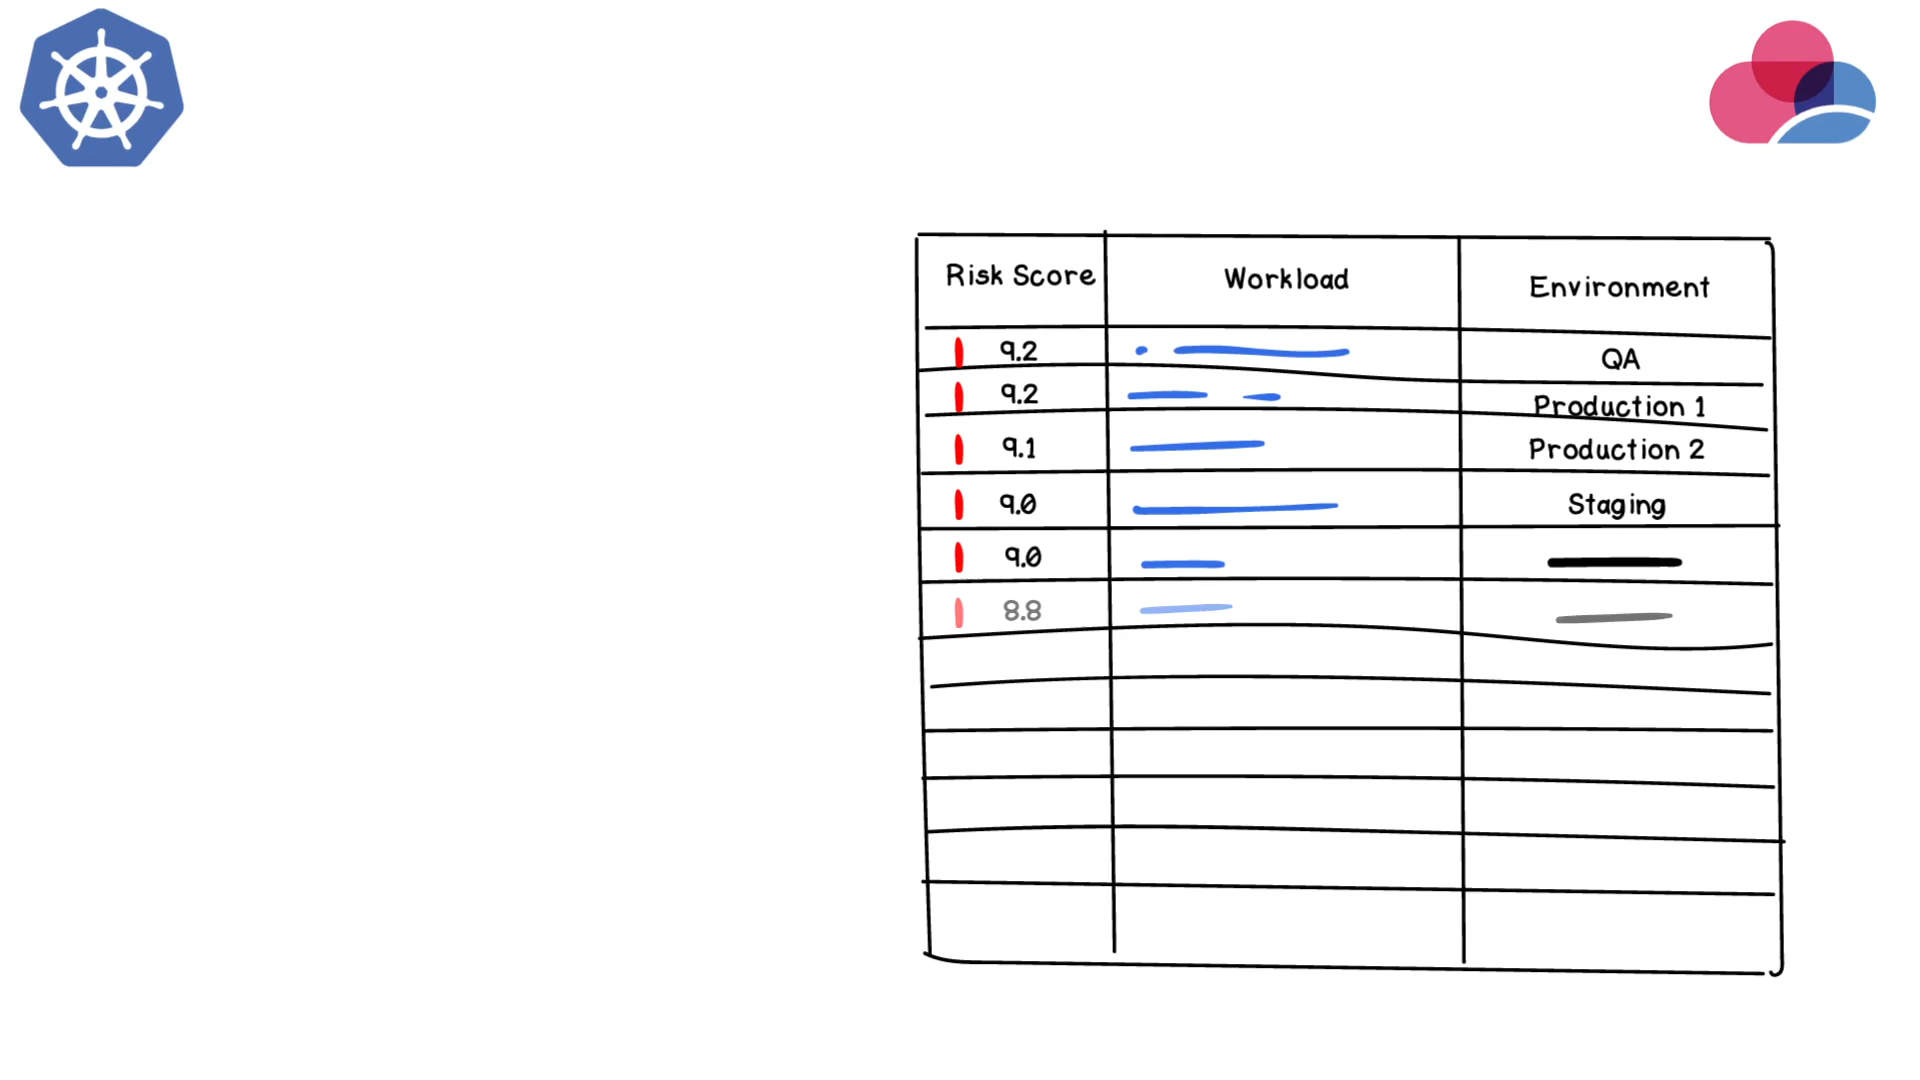 Risk Score Workload Environment
9.2 QA
9.2 Production 1
9.1 Production 2
9.0 Staging
9.0
8.8